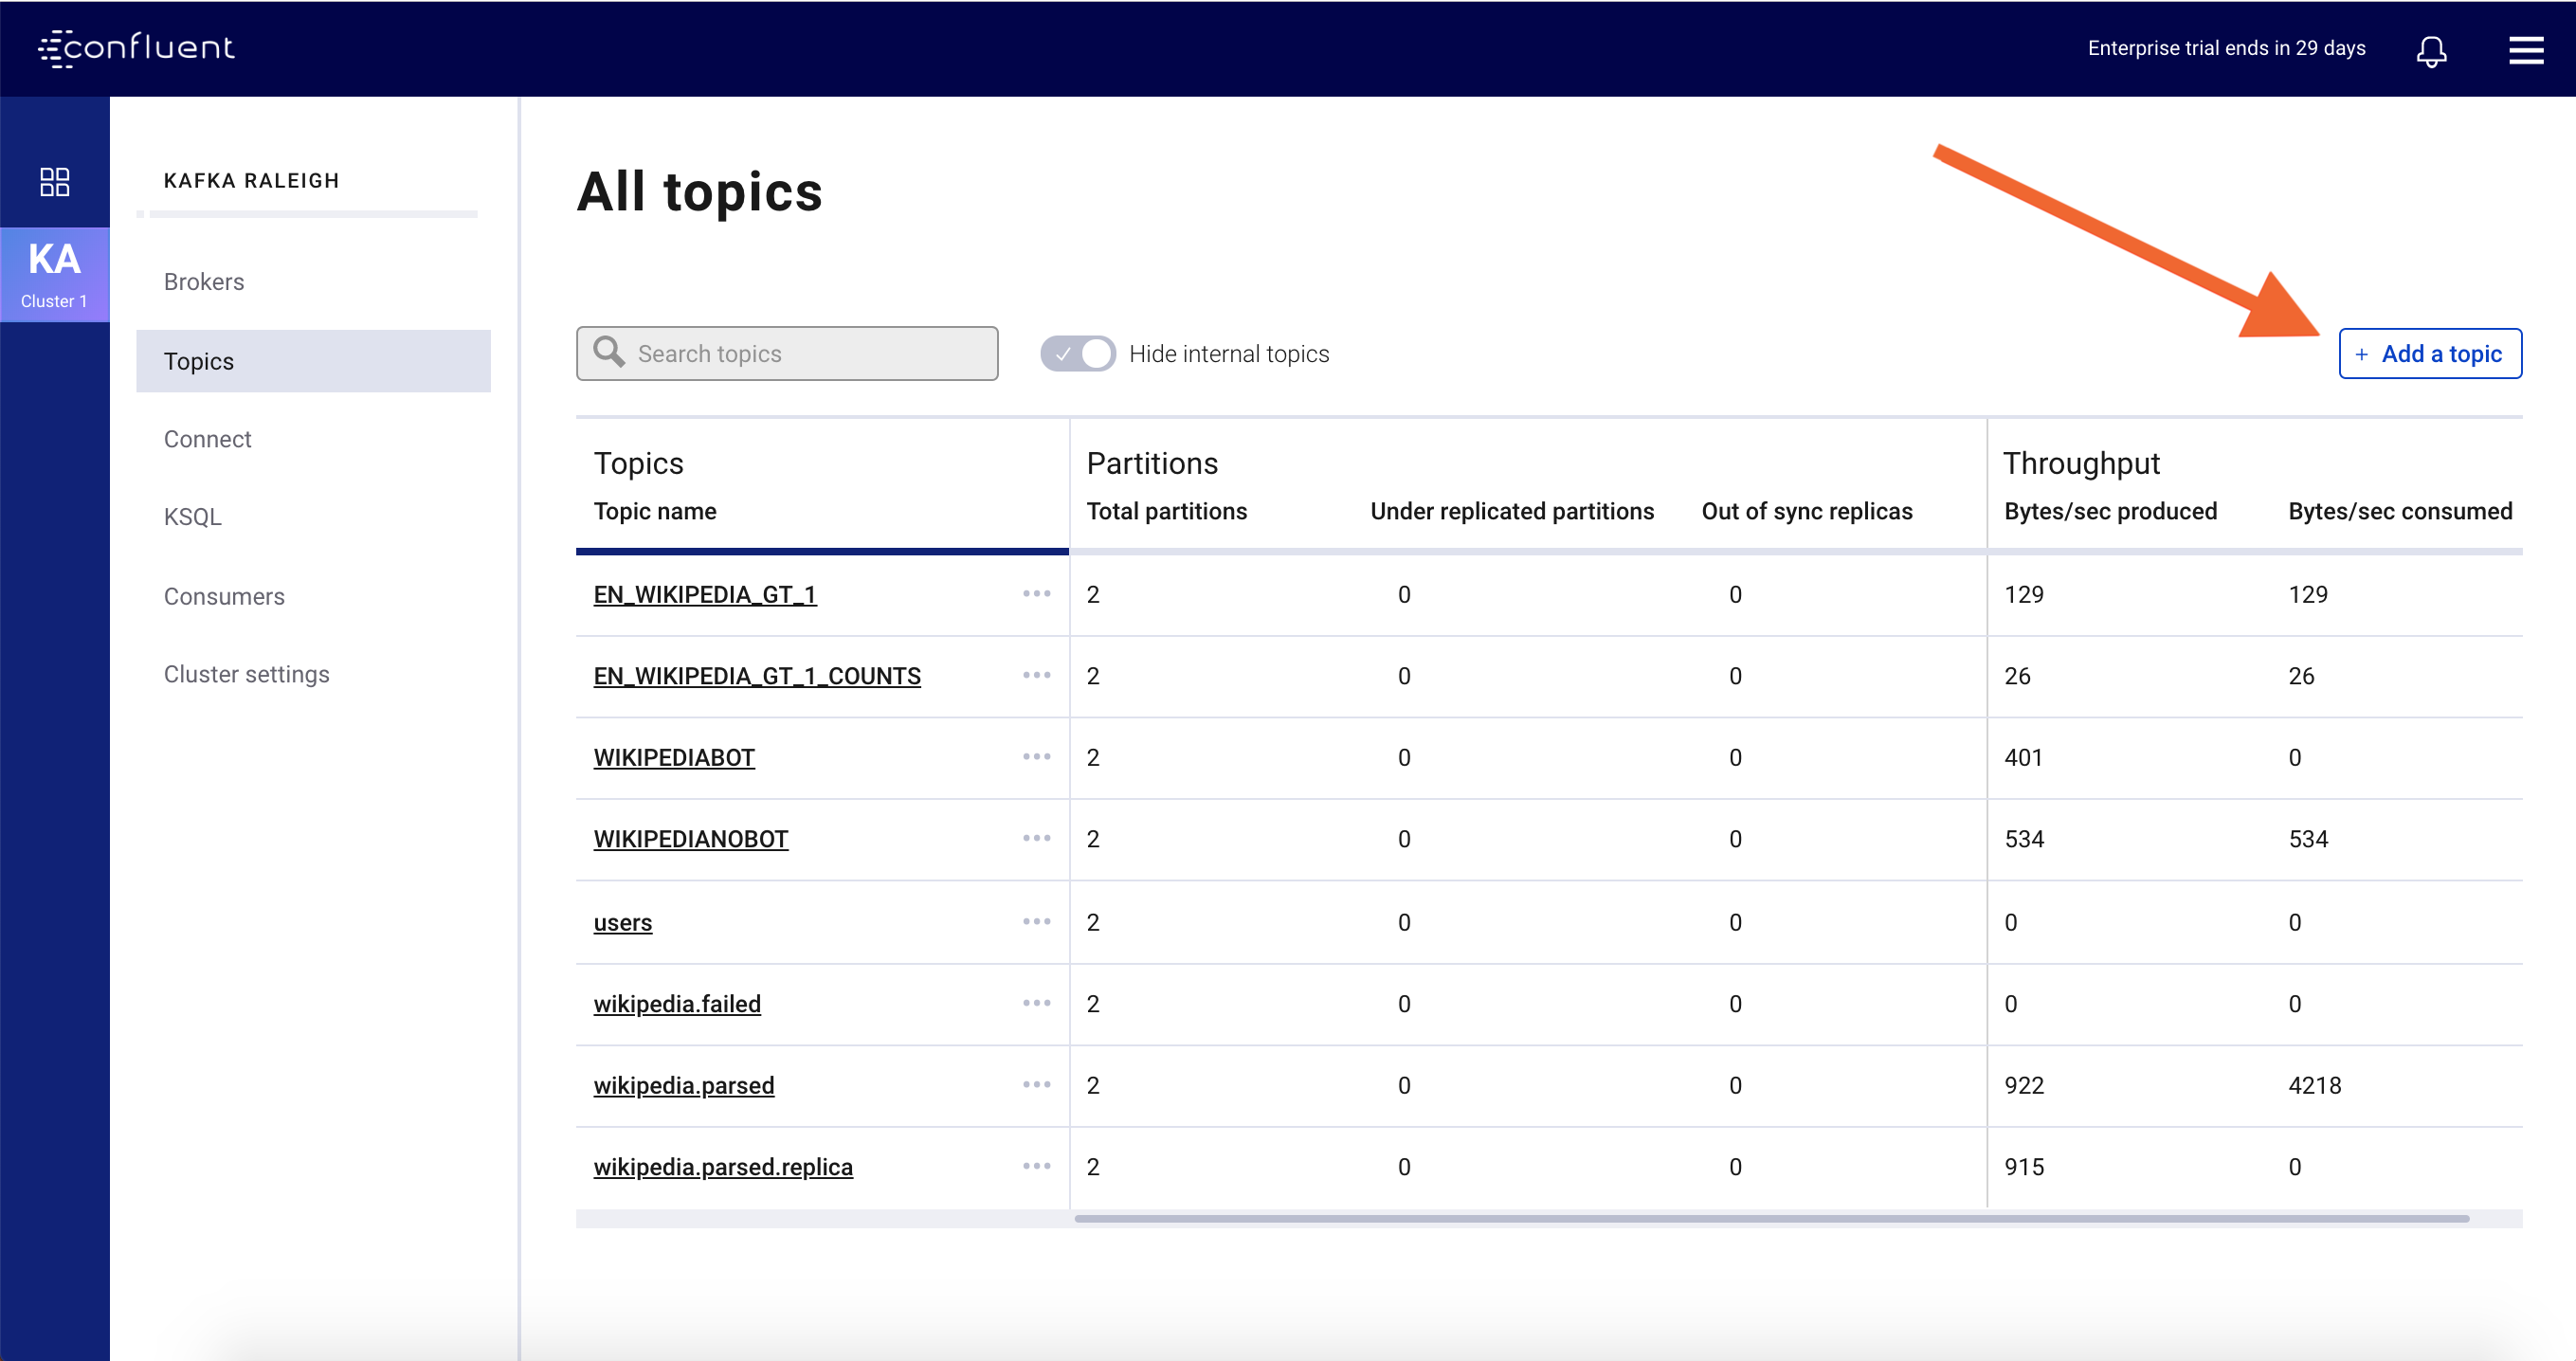 confluent
Enterprise trial ends in 29 days
KA
Cluster 1
KAFKA RALEIGH
Brokers
Topics
Connect
KSQL
Consumers
Cluster settings
All topics
Search topics
Hide internal topics
+ Add a topic
Topics Partitions Throughput
Topic name Total partitions Under replicated partitions Out of sync replicas Bytes/sec produced Bytes/sec consumed
EN_WIKIPEDIA_GT_1 ••• 2 0 0 129 129
EN_WIKIPEDIA_GT_1_COUNTS ••• 2 0 0 26 26
WIKIPEDIABOT ••• 2 0 0 401 0
WIKIPEDIANOBOT ••• 2 0 0 534 534
users ••• 2 0 0 0 0
wikipedia.failed ••• 2 0 0 0 0
wikipedia.parsed ••• 2 0 0 922 4218
wikipedia.parsed.replica ••• 2 0 0 915 0